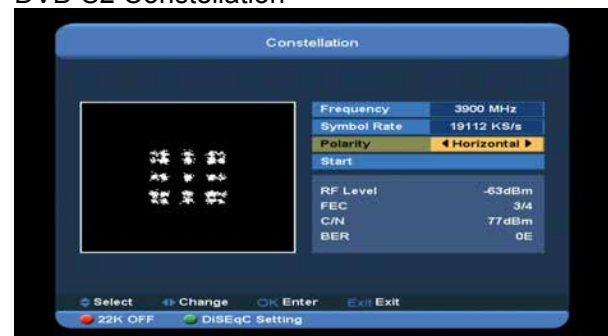 DVB-S2 Constellation
Constellation
Frequency 3900 MHz
Symbol Rate 19112 KS/s
Polarity Horizontal
Start
RF Level -63dBm
FEC 3/4
C/N 77dBm
BER 0E
Select Change OK Enter Exit Exit
22K OFF DiSEqC Setting